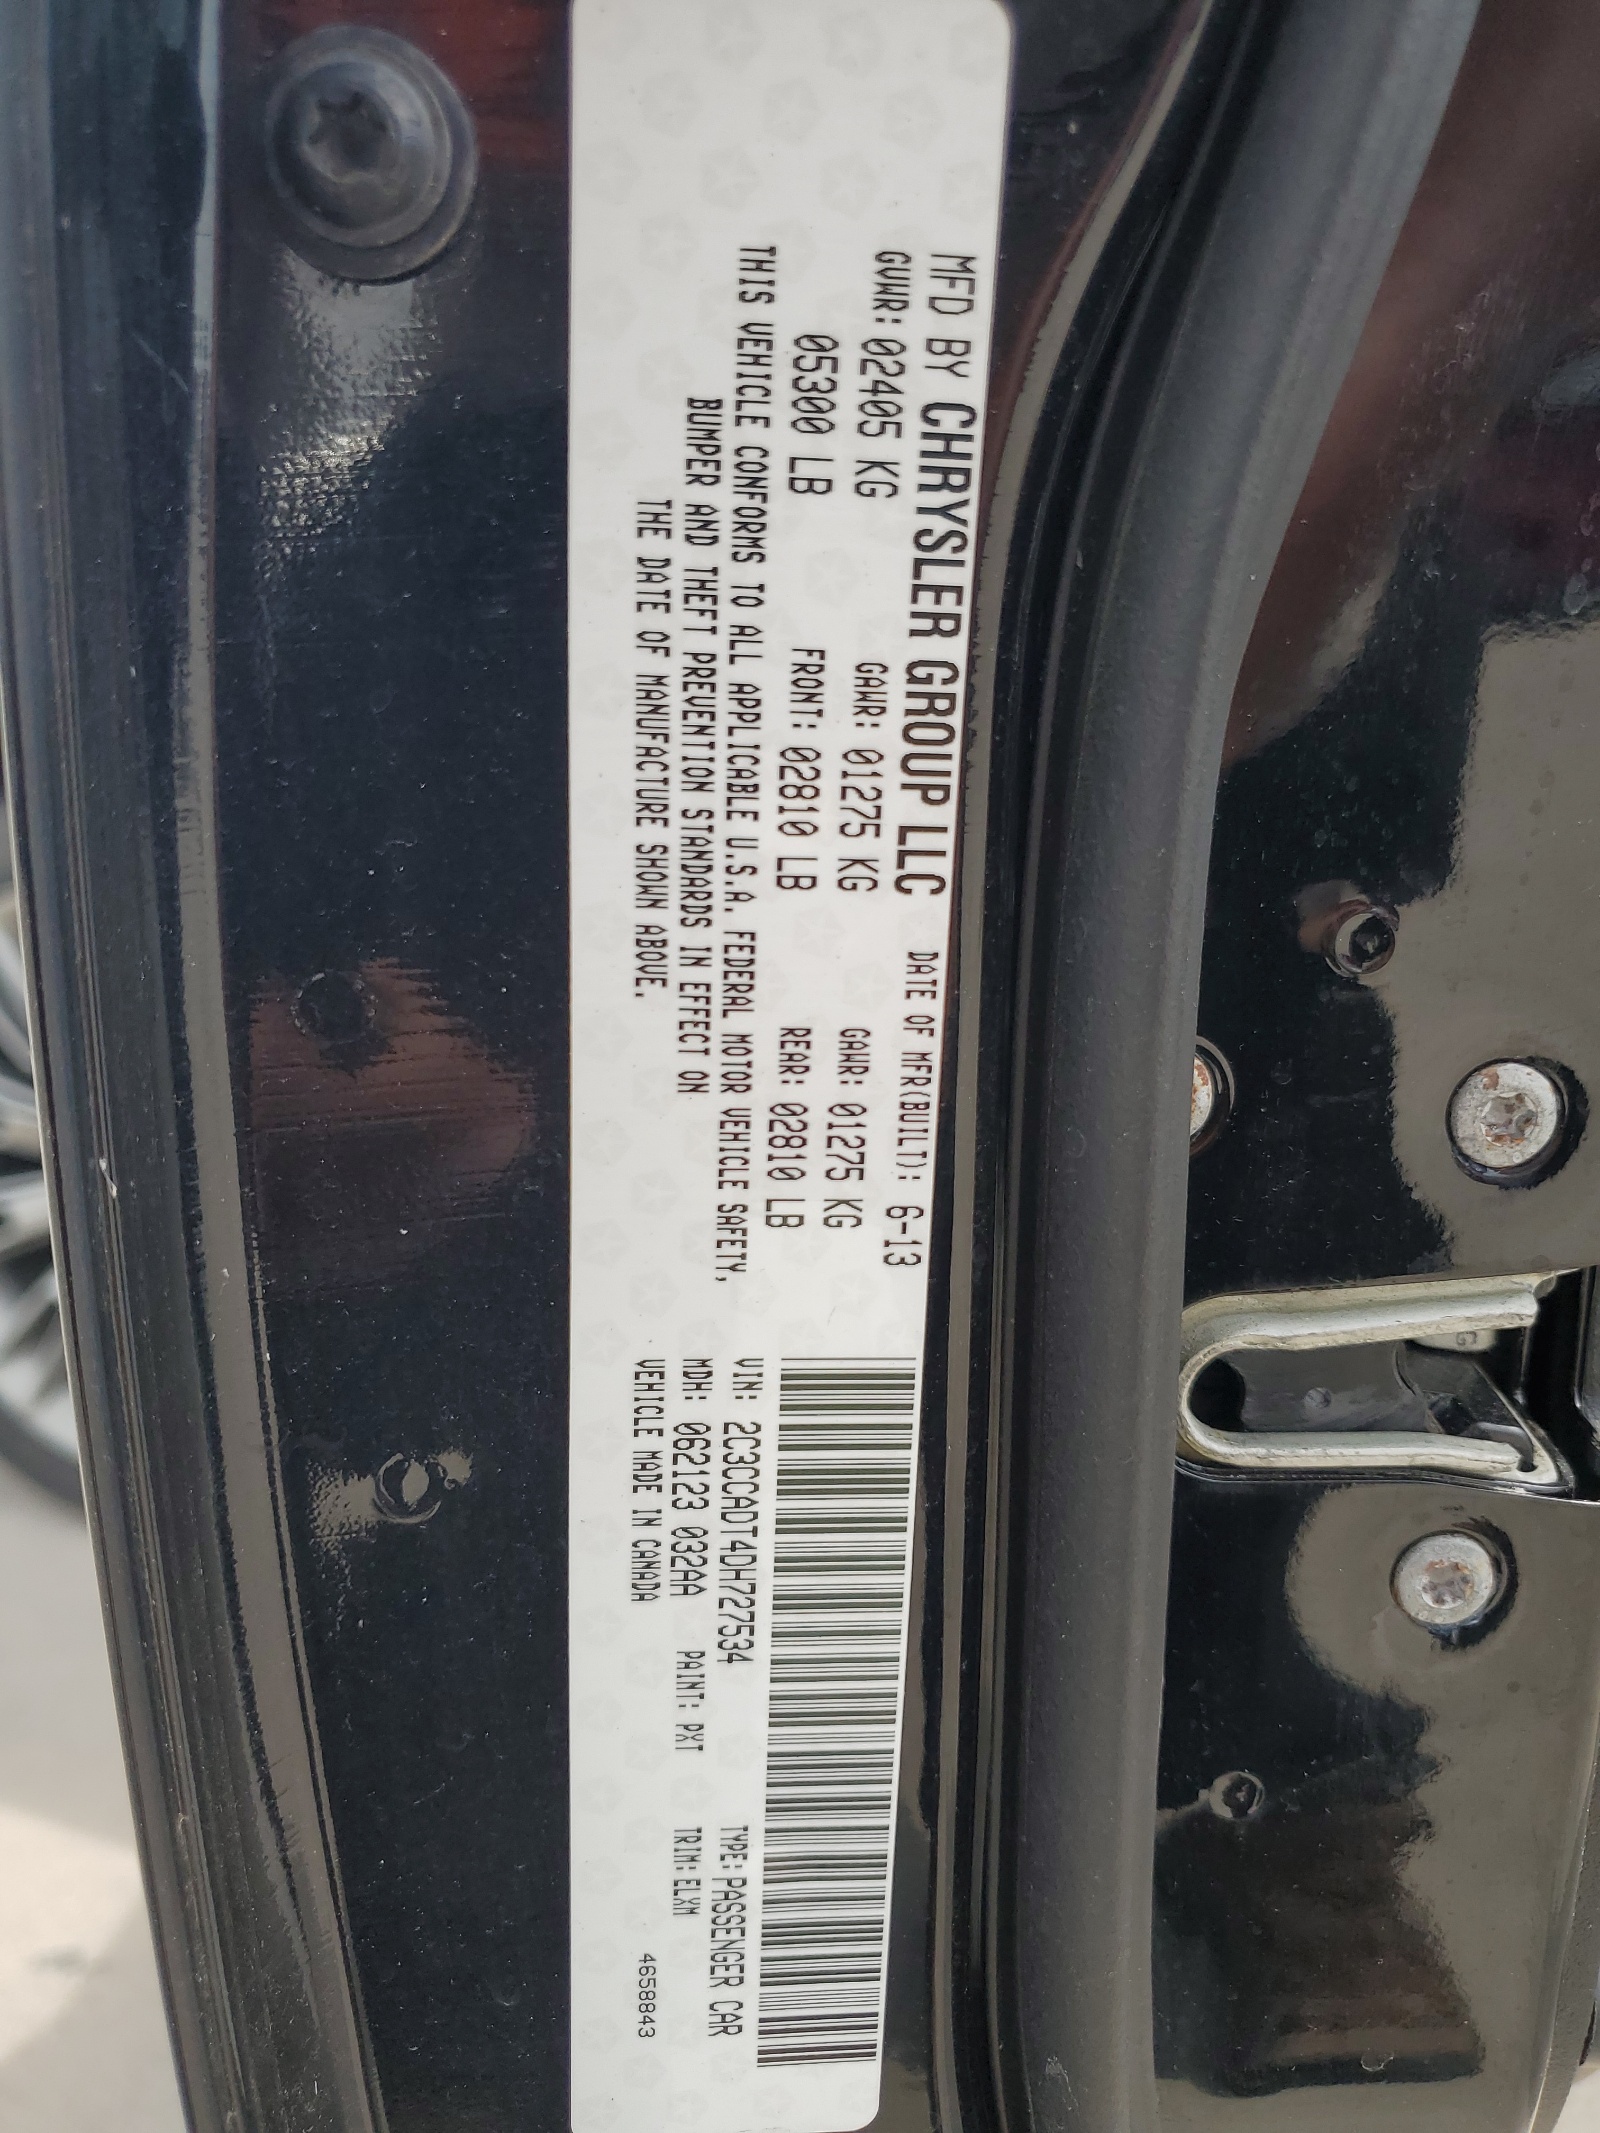 MFD BY CHRYSLER GROUP LLC DATE OF MFR(BUILT): 6-13
GVWR: 02405 KG GAWR: 01275 KG GAWR: 01275 KG
05300 LB FRONT: 02810 LB REAR: 02810 LB
THIS VEHICLE CONFORMS TO ALL APPLICABLE U.S.A. FEDERAL MOTOR VEHICLE SAFETY,
BUMPER AND THEFT PREVENTION STANDARDS IN EFFECT ON
THE DATE OF MANUFACTURE SHOWN ABOVE.
VIN: 2C3CCADT4DH727534 TYPE: PASSENGER CAR
MDH: 062123 032AA PAINT: PXT TRIM: ELXM
VEHICLE MADE IN CANADA 4658843